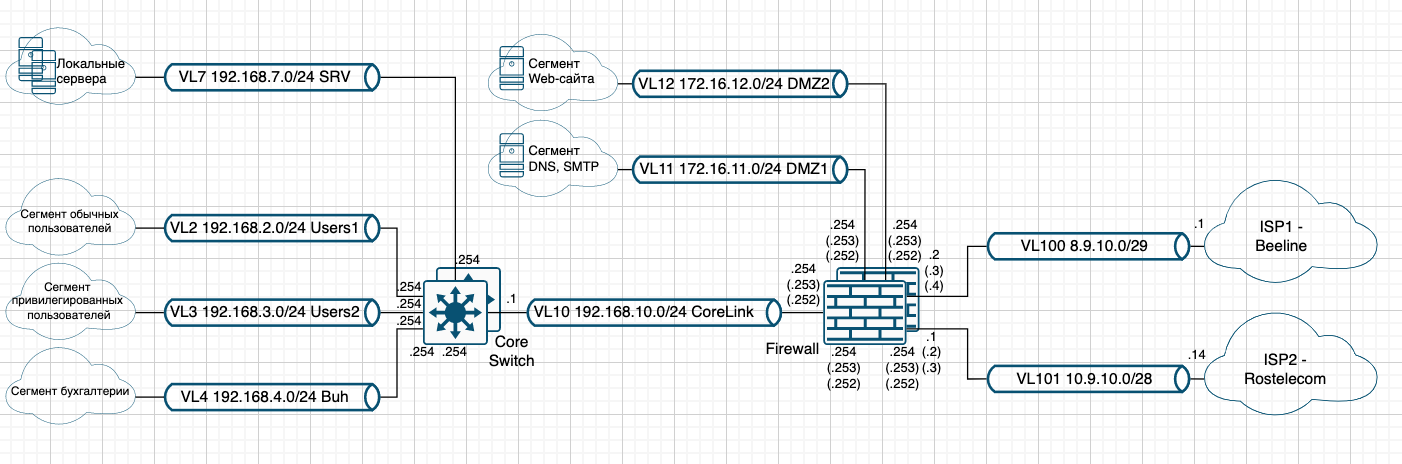 Локальные
сервера
VL7 192.168.7.0/24 SRV
Сегмент
Web-сайта
VL12 172.16.12.0/24 DMZ2
Сегмент
DNS, SMTP
VL11 172.16.11.0/24 DMZ1
Сегмент обычных
пользователей
VL2 192.168.2.0/24 Users1
Сегмент
привилегированных
пользователей
VL3 192.168.3.0/24 Users2
Сегмент бухгалтерии
VL4 192.168.4.0/24 Buh
.254
.254
.254
.254
.254
.254
Core
Switch
.1
VL10 192.168.10.0/24 CoreLink
.254
(.253)
(.252)
.254
(.253)
(.252)
.254
(.253)
(.252)
.2
(.3)
(.4)
Firewall
.254
(.253)
(.252)
.254
(.253)
(.252)
.1
(.2)
(.3)
VL100 8.9.10.0/29
.1
ISP1 -
Beeline
VL101 10.9.10.0/28
.14
ISP2 -
Rostelecom